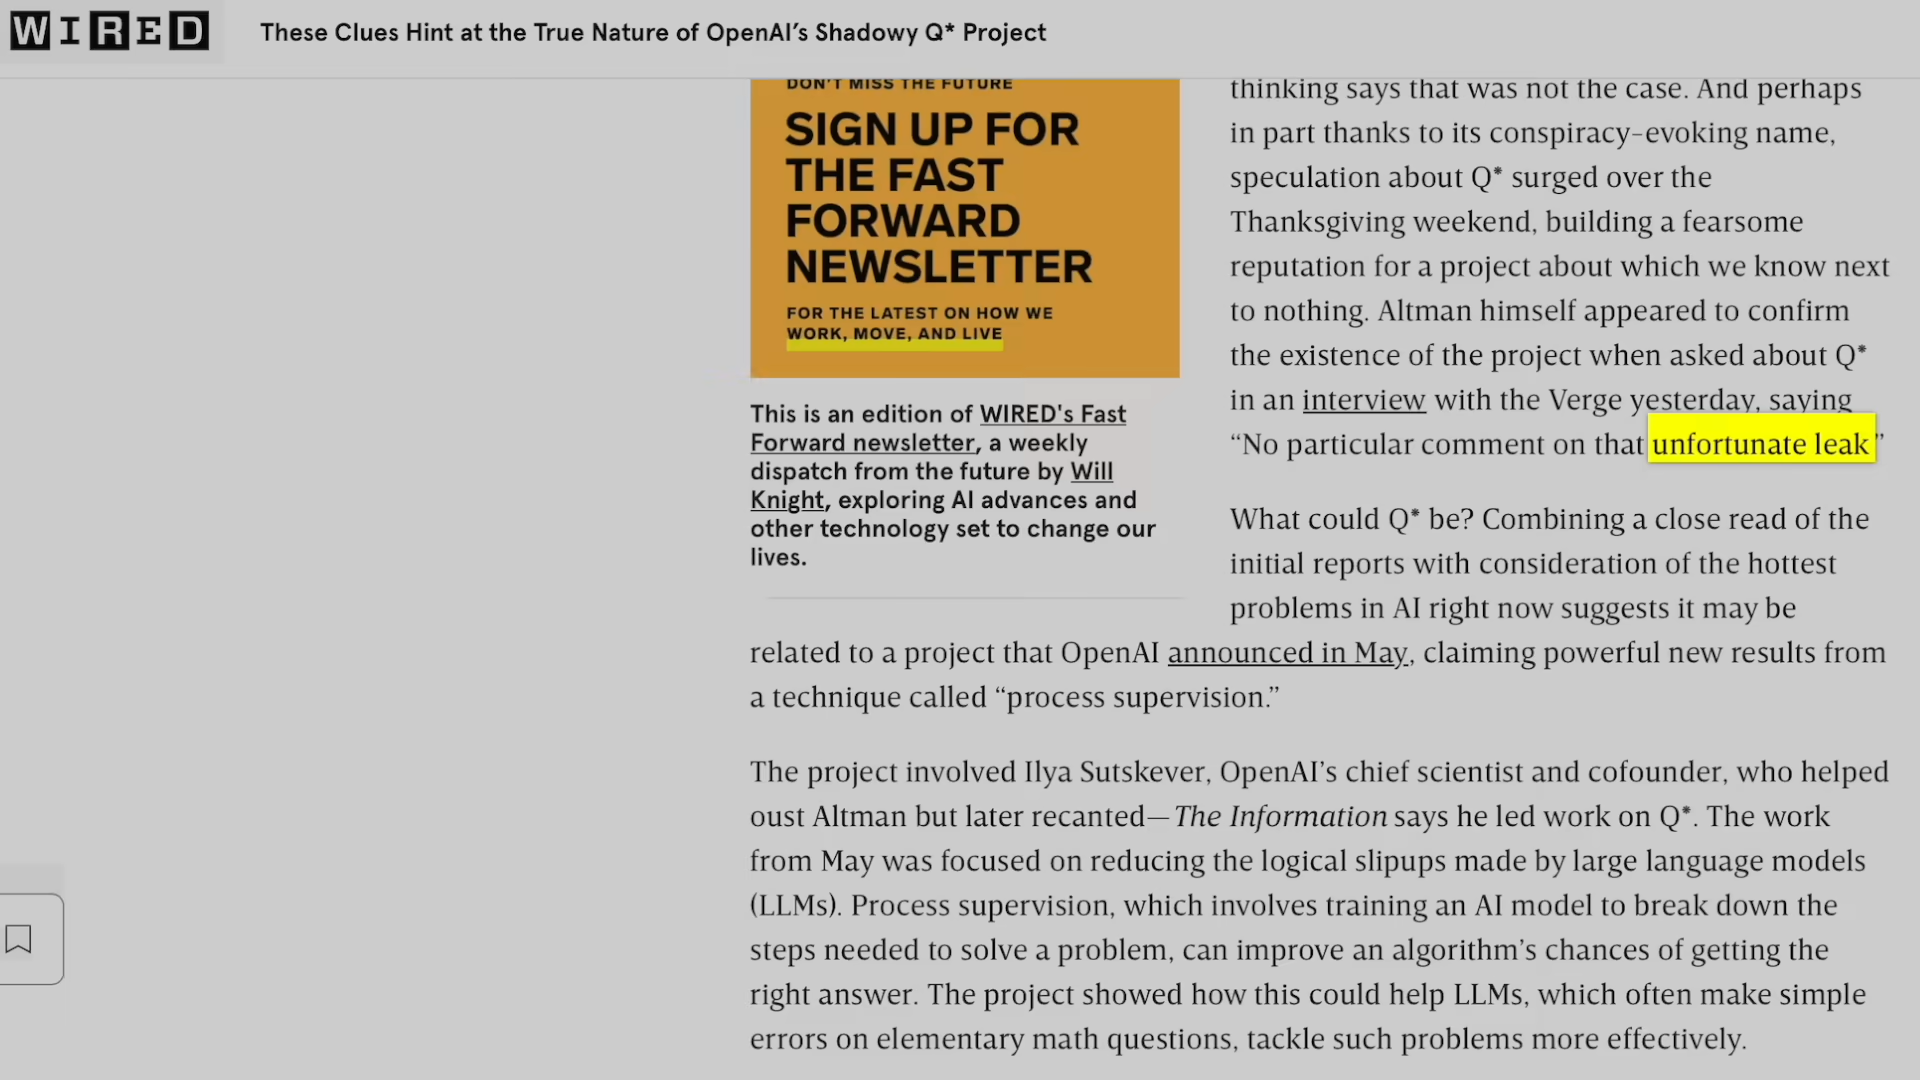 WIRED
These Clues Hint at the True Nature of OpenAI’s Shadowy Q* Project
DON'T MISS THE FUTURE
SIGN UP FOR
THE FAST
FORWARD
NEWSLETTER
FOR THE LATEST ON HOW WE
WORK, MOVE, AND LIVE
This is an edition of WIRED's Fast
Forward newsletter, a weekly
dispatch from the future by Will
Knight, exploring AI advances and
other technology set to change our
lives.
thinking says that was not the case. And perhaps
in part thanks to its conspiracy-evoking name,
speculation about Q* surged over the
Thanksgiving weekend, building a fearsome
reputation for a project about which we know next
to nothing. Altman himself appeared to confirm
the existence of the project when asked about Q*
in an interview with the Verge yesterday, saying
“No particular comment on that unfortunate leak”
What could Q* be? Combining a close read of the
initial reports with consideration of the hottest
problems in AI right now suggests it may be
related to a project that OpenAI announced in May, claiming powerful new results from
a technique called “process supervision.”
The project involved Ilya Sutskever, OpenAI’s chief scientist and cofounder, who helped
oust Altman but later recanted—The Information says he led work on Q*. The work
from May was focused on reducing the logical slipups made by large language models
(LLMs). Process supervision, which involves training an AI model to break down the
steps needed to solve a problem, can improve an algorithm’s chances of getting the
right answer. The project showed how this could help LLMs, which often make simple
errors on elementary math questions, tackle such problems more effectively.